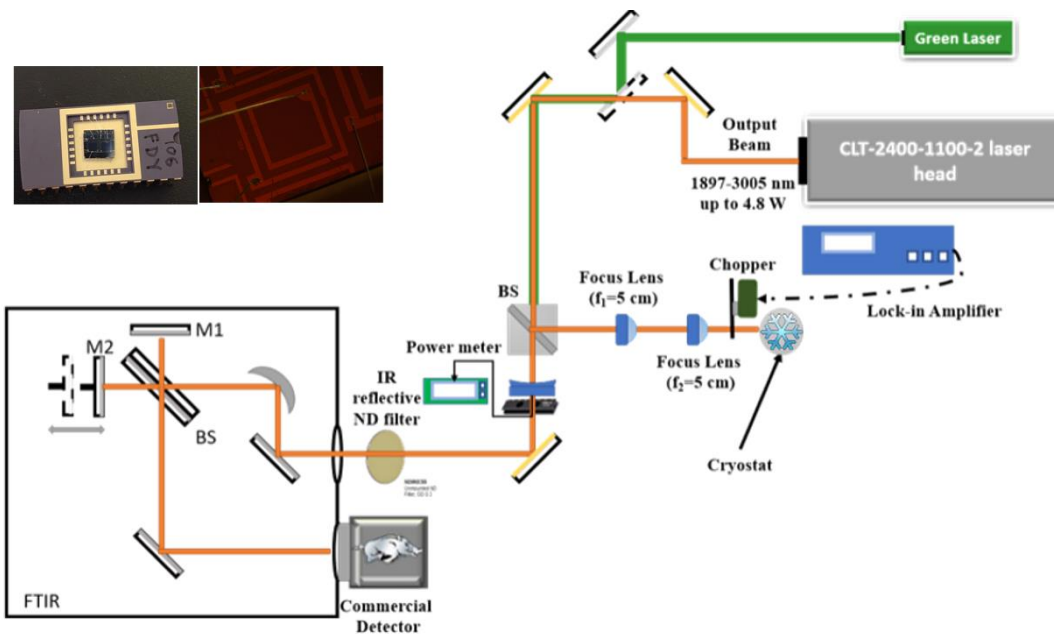 Green Laser
Output
Beam
CLT-2400-1100-2 laser
head
1897-3005 nm
up to 4.8 W
Chopper
Focus Lens
(f₁=5 cm)
BS
Lock-in Amplifier
Focus Lens
(f₂=5 cm)
M1
M2
Power meter
IR
reflective
ND filter
BS
Cryostat
FTIR
Commercial
Detector